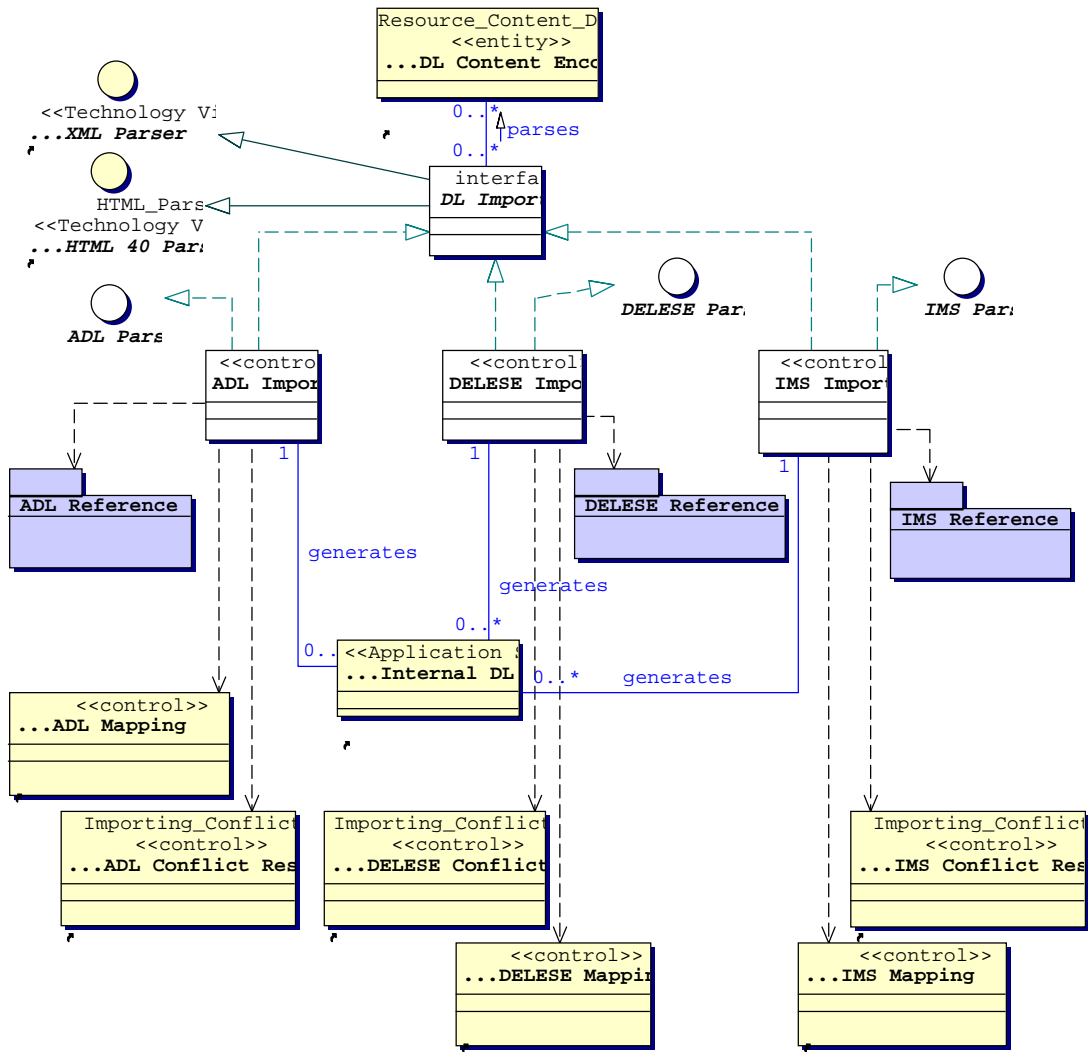 Resource_Content_D
<<entity>>
...DL Content Enco
0..*
parses
0..*
<<Technology Vi
...XML Parser
HTML_Pars
<<Technology V
...HTML 40 Pars
interfa
DL Import
ADL Pars
DELESE Pars
IMS Pars
<<contro
ADL Impor
<<control
DELESE Impo
<<control
IMS Import
1
1
1
ADL Reference
DELESE Reference
IMS Reference
generates
generates
0..*
0..
<<Application S
...Internal DL
0..*
generates
<<control>>
...ADL Mapping
Importing_Conflict
<<control>>
...ADL Conflict Res
Importing_Conflict
<<control>>
...DELESE Conflict
Importing_Conflict
<<control>>
...IMS Conflict Res
<<control>>
...DELESE Mappin
<<control>>
...IMS Mapping